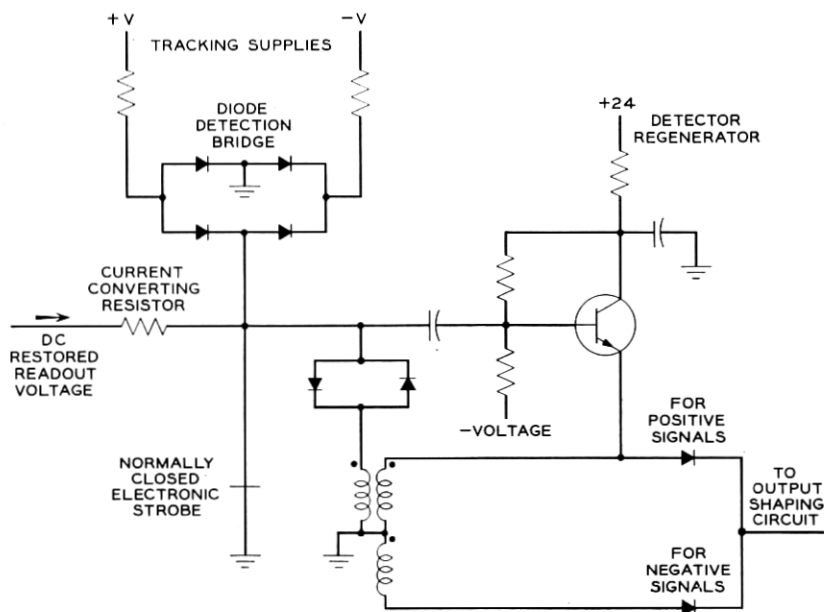 +V
-V
TRACKING SUPPLIES
DIODE
DETECTION
BRIDGE
+24
DETECTOR
REGENERATOR
CURRENT
CONVERTING
RESISTOR
DC
RESTORED
READOUT
VOLTAGE
-VOLTAGE
FOR
POSITIVE
SIGNALS
NORMALLY
CLOSED
ELECTRONIC
STROBE
TO
OUTPUT
SHAPING
CIRCUIT
FOR
NEGATIVE
SIGNALS